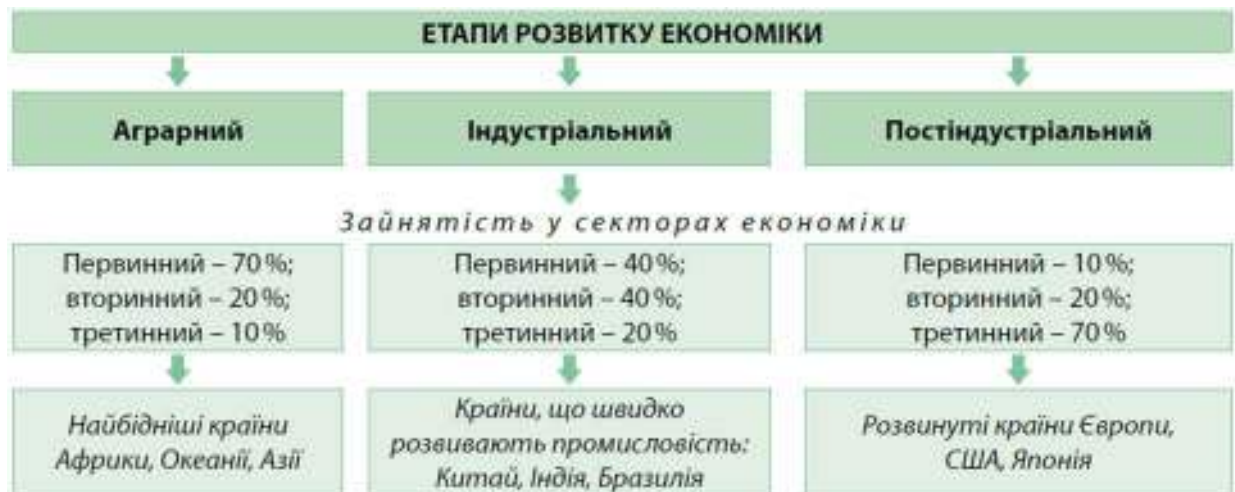 ЕТАПИ РОЗВИТКУ ЕКОНОМІКИ
Аграрний
Індустріальний
Постіндустріальний
Зайнятість у секторах економіки
Первинний – 70 %;
вторинний – 20 %;
третинний – 10 %
Первинний – 40 %;
вторинний – 40 %;
третинний – 20 %
Первинний – 10 %;
вторинний – 20 %;
третинний – 70 %
Найбідніші країни
Африки, Океанії, Азії
Країни, що швидко
розвивають промисловість:
Китай, Індія, Бразилія
Розвинуті країни Європи,
США, Японія